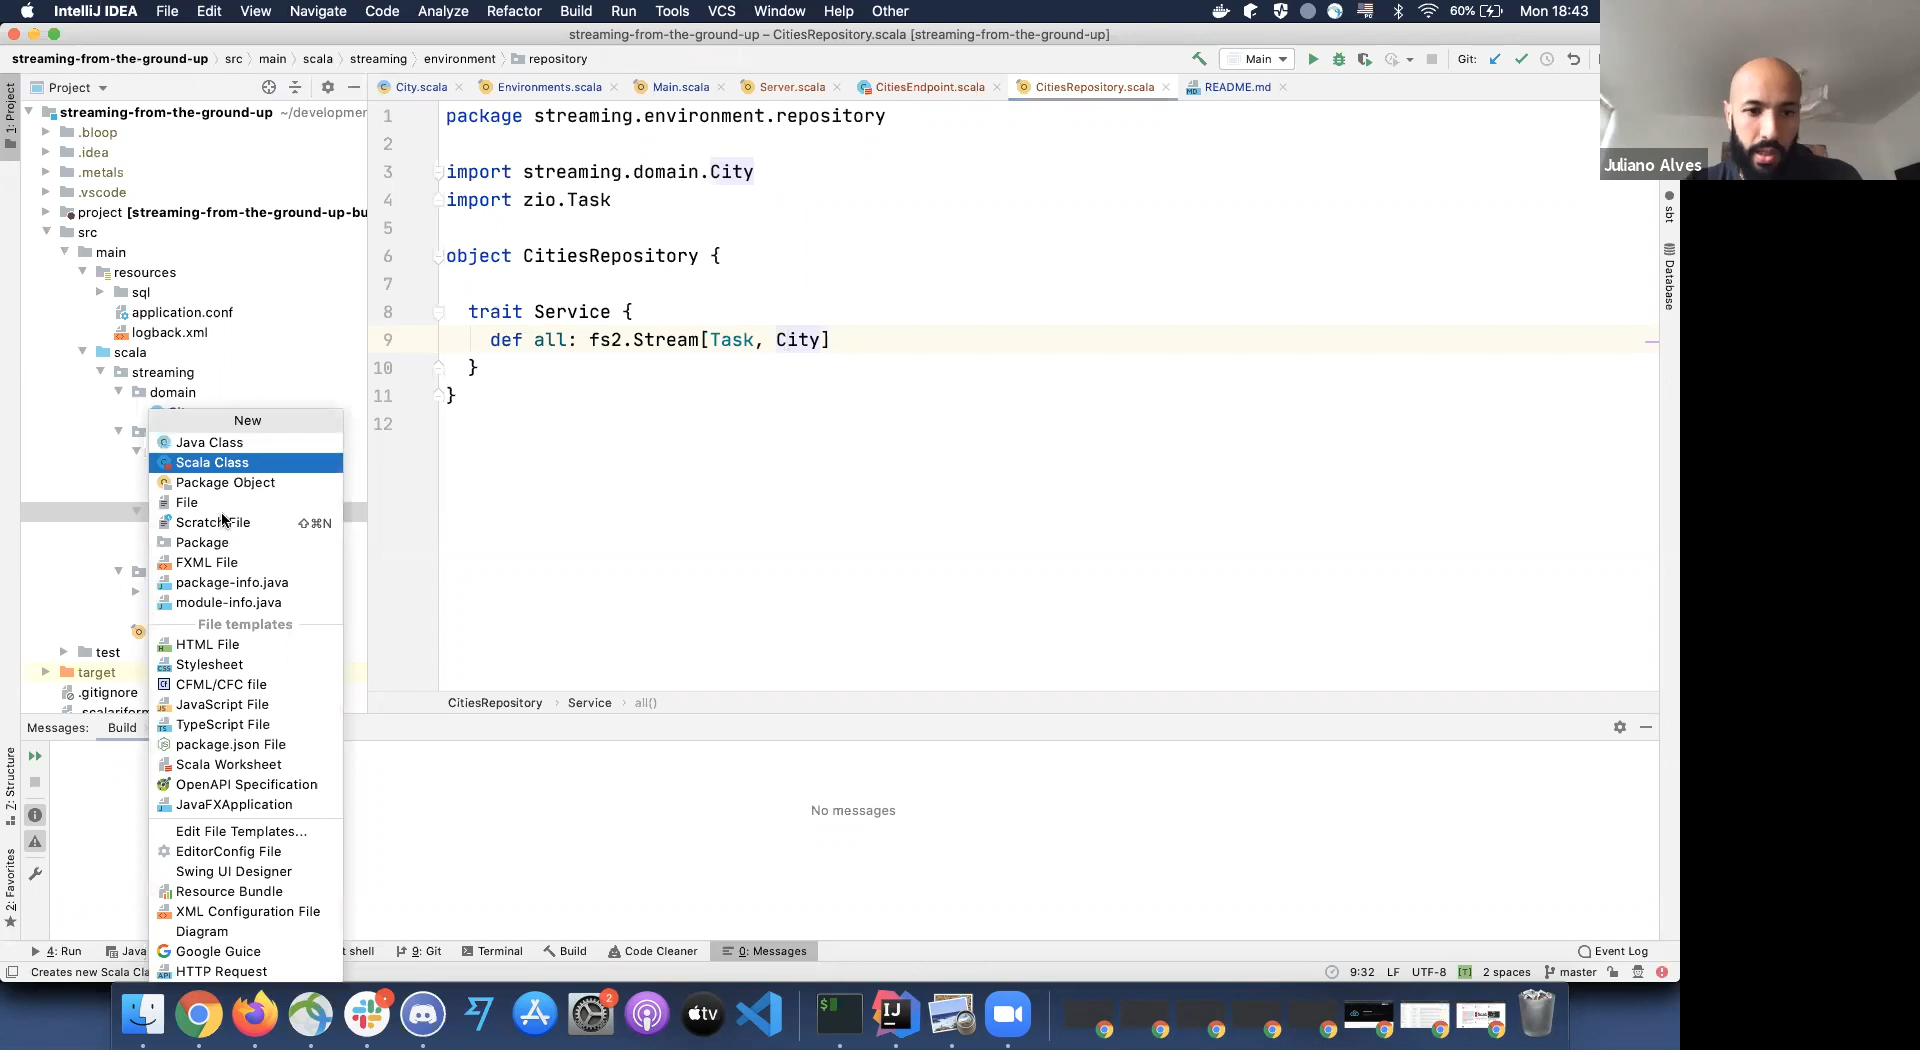 IntelliJ IDEA File Edit View Navigate Code Analyze Refactor Build Run Tools VCS Window Help Other 60% Mon 18:43
streaming-from-the-ground-up – CitiesRepository.scala [streaming-from-the-ground-up]
streaming-from-the-ground-up src main scala streaming environment repository Main Git:
Project City.scala Environments.scala Main.scala Server.scala CitiesEndpoint.scala CitiesRepository.scala README.md
1: Project
streaming-from-the-ground-up ~/developmen
.bloop
.idea
.metals
.vscode
project [streaming-from-the-ground-up-bu
src
main
resources
sql
application.conf
logback.xml
scala
streaming
domain
test
target
.gitignore
.scalariform
New
Java Class
Scala Class
Package Object
File
Scratch File ⇧⌘N
Package
FXML File
package-info.java
module-info.java
File templates
HTML File
Stylesheet
CFML/CFC file
JavaScript File
TypeScript File
package.json File
Scala Worksheet
OpenAPI Specification
JavaFXApplication
Edit File Templates...
EditorConfig File
Swing UI Designer
Resource Bundle
XML Configuration File
Diagram
Google Guice
HTTP Request
1 package streaming.environment.repository
2
3 import streaming.domain.City
4 import zio.Task
5
6 object CitiesRepository {
7
8 trait Service {
9 def all: fs2.Stream[Task, City]
10 }
11 }
12
CitiesRepository Service all()
Juliano Alves
sbt
Database
Messages: Build
No messages
7: Structure
2: Favorites
4: Run Java t shell 9: Git Terminal Build Code Cleaner 0: Messages Event Log
Creates new Scala Cla 9:32 LF UTF-8 [T] 2 spaces master
2
tv
$
IJ